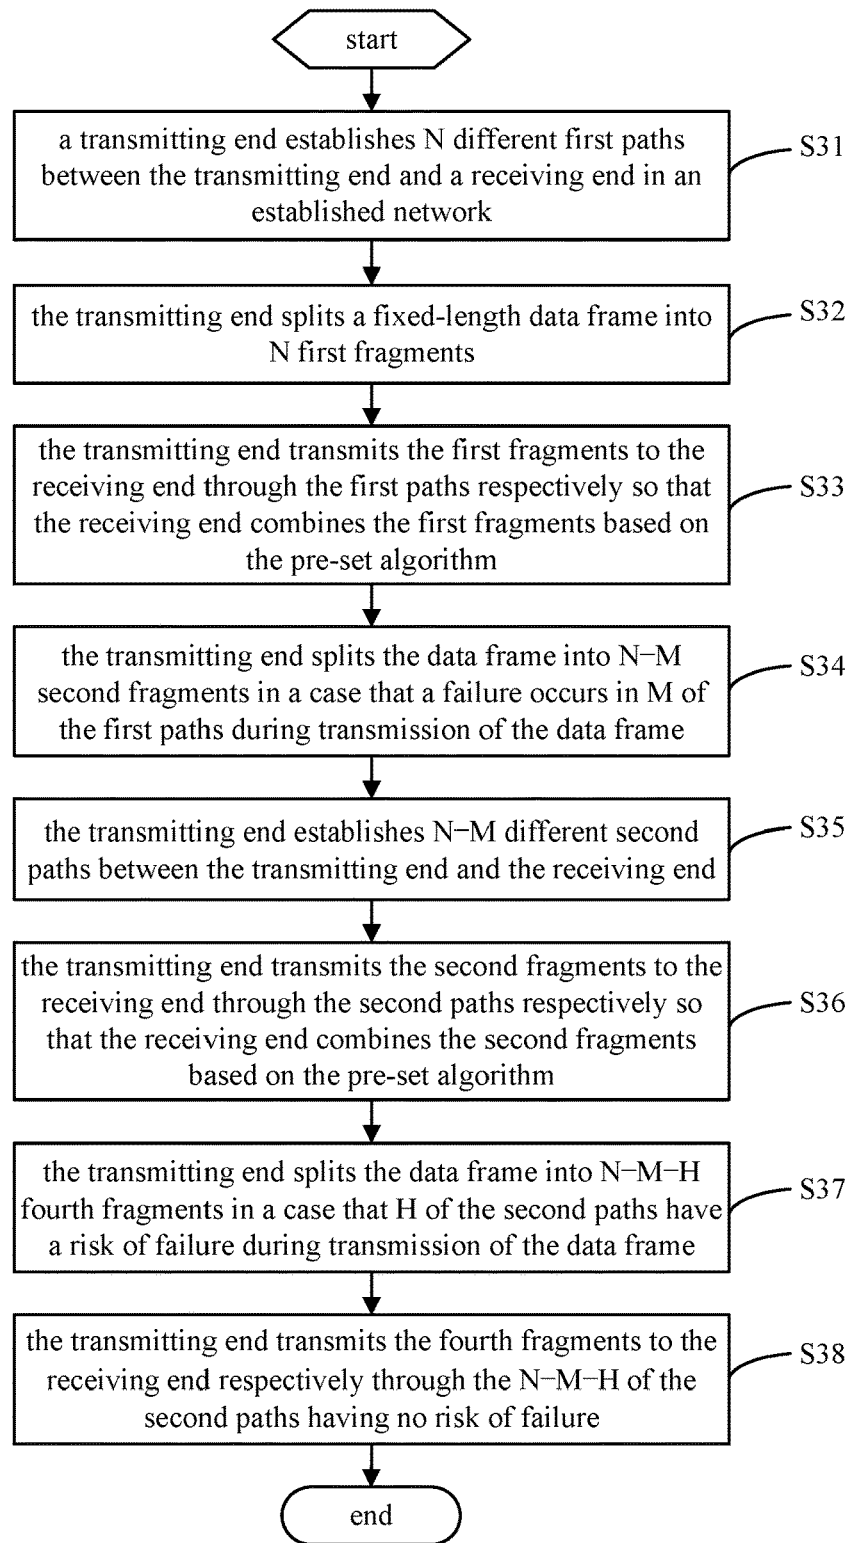 start
a transmitting end establishes N different first paths
between the transmitting end and a receiving end in an
established network
S31
the transmitting end splits a fixed-length data frame into
N first fragments
S32
the transmitting end transmits the first fragments to the
receiving end through the first paths respectively so that
the receiving end combines the first fragments based on
the pre-set algorithm
S33
the transmitting end splits the data frame into N−M
second fragments in a case that a failure occurs in M of
the first paths during transmission of the data frame
S34
the transmitting end establishes N−M different second
paths between the transmitting end and the receiving end
S35
the transmitting end transmits the second fragments to the
receiving end through the second paths respectively so
that the receiving end combines the second fragments
based on the pre-set algorithm
S36
the transmitting end splits the data frame into N−M−H
fourth fragments in a case that H of the second paths have
a risk of failure during transmission of the data frame
S37
the transmitting end transmits the fourth fragments to the
receiving end respectively through the N−M−H of the
second paths having no risk of failure
S38
end